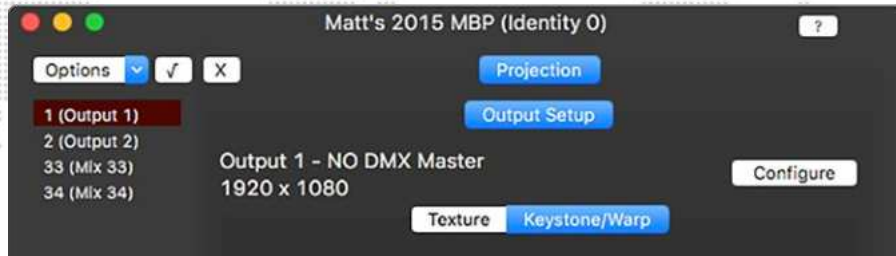 Matt's 2015 MBP (Identity 0)
?
Options √ X
Projection
1 (Output 1)
Output Setup
2 (Output 2)
33 (Mix 33)
34 (Mix 34)
Output 1 - NO DMX Master
1920 x 1080
Configure
Texture Keystone/Warp